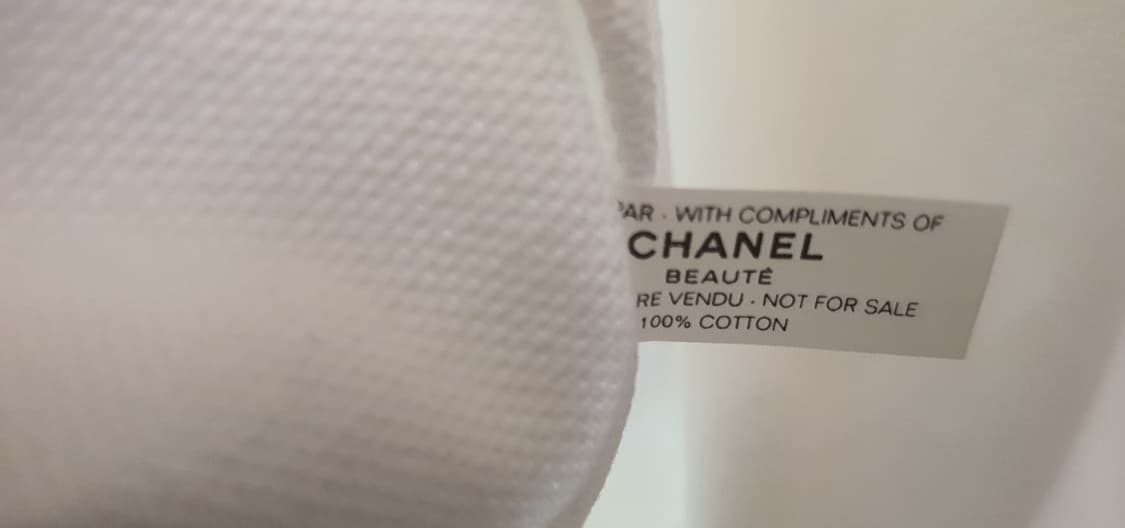 PAR · WITH COMPLIMENTS OF
CHANEL
BEAUTÉ
RE VENDU · NOT FOR SALE
100% COTTON